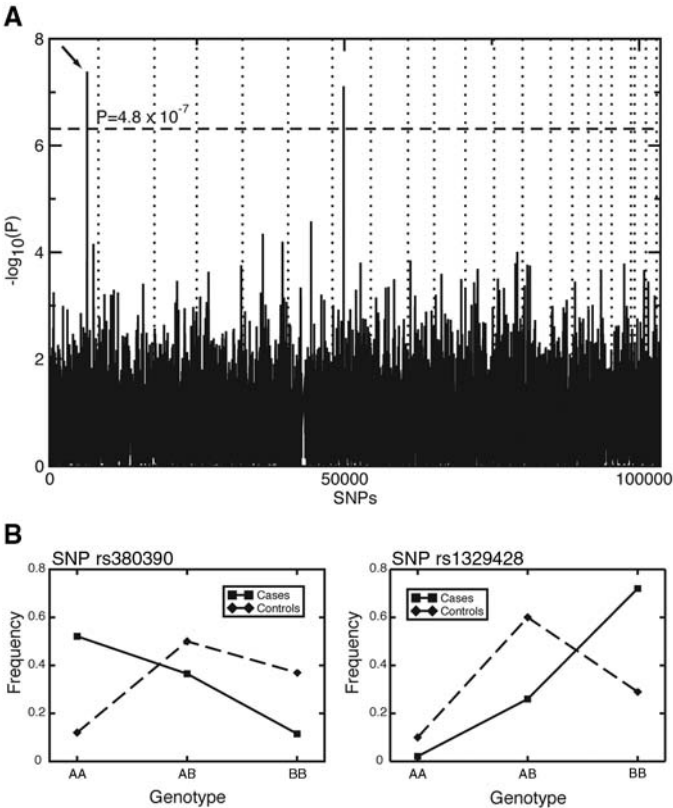 A
8
P=4.8 x 10-7
6
4
2
0
-log10(P)
0 50000 100000
SNPs
B
SNP rs380390
0.8
0.6
0.4
0.2
0
Frequency
Cases
Controls
AA AB BB
Genotype
SNP rs1329428
0.8
0.6
0.4
0.2
0
Frequency
Cases
Controls
AA AB BB
Genotype